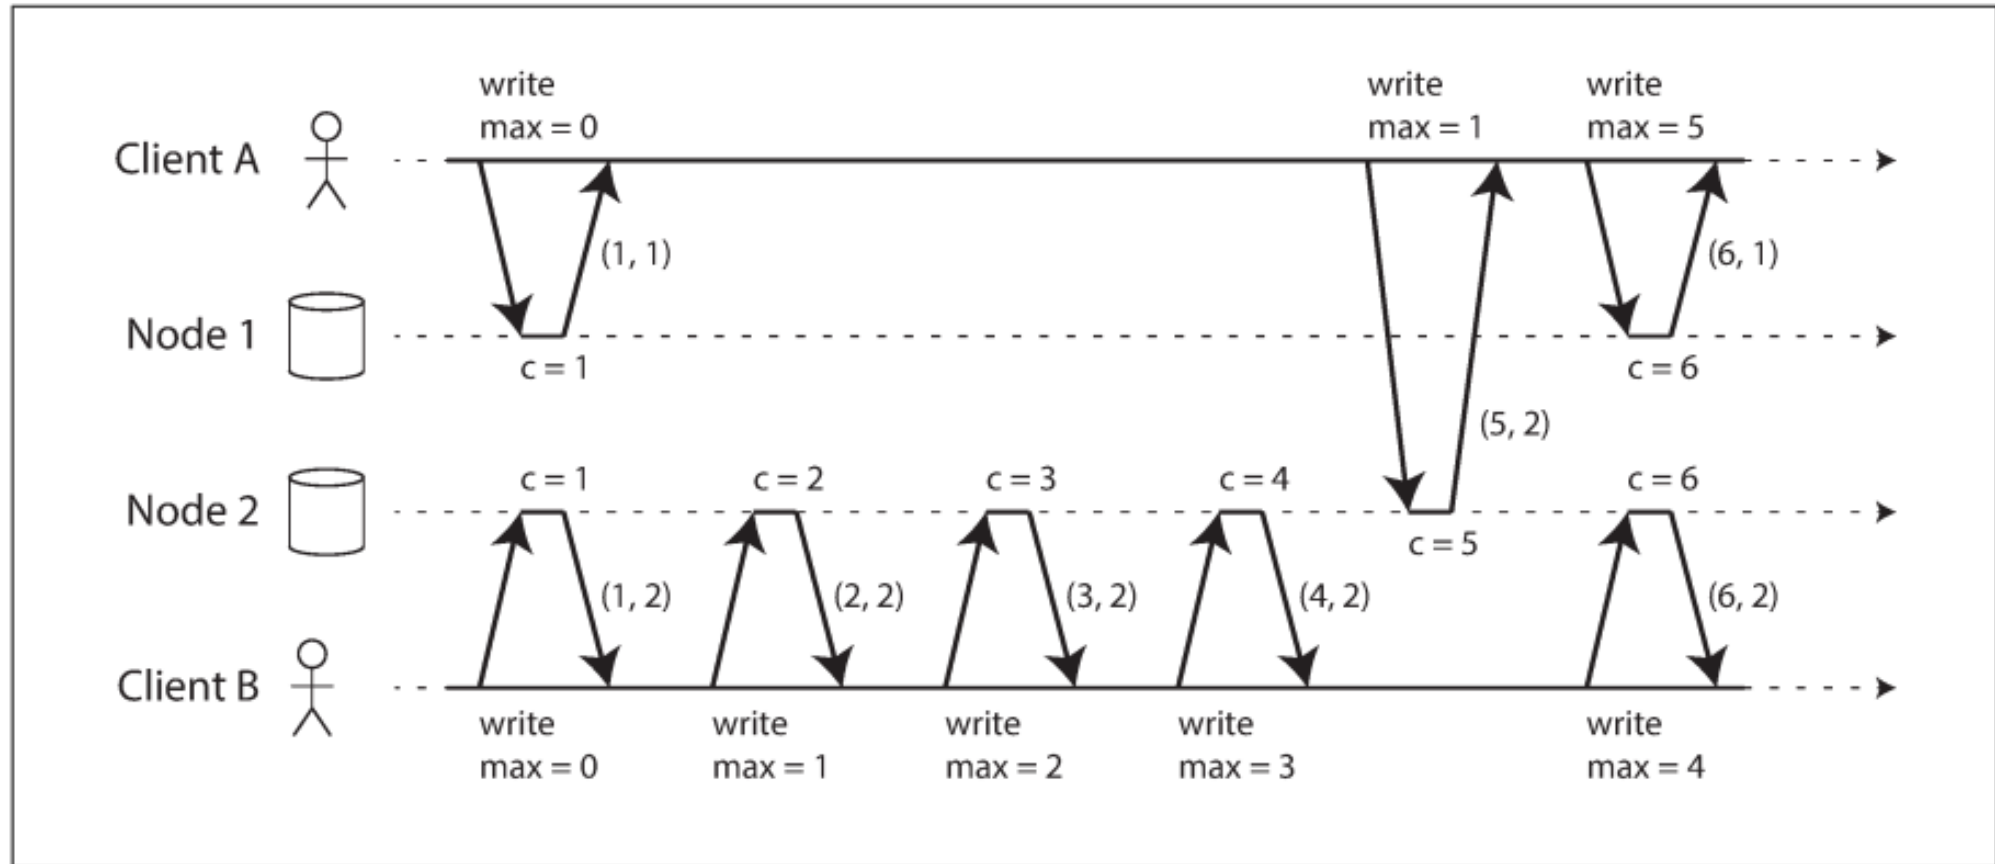 write
max = 0
write
max = 1
write
max = 5
Client A
(1, 1)
(6, 1)
Node 1
c = 1
c = 6
(5, 2)
c = 1
c = 2
c = 3
c = 4
c = 6
Node 2
c = 5
(1, 2)
(2, 2)
(3, 2)
(4, 2)
(6, 2)
Client B
write
max = 0
write
max = 1
write
max = 2
write
max = 3
write
max = 4